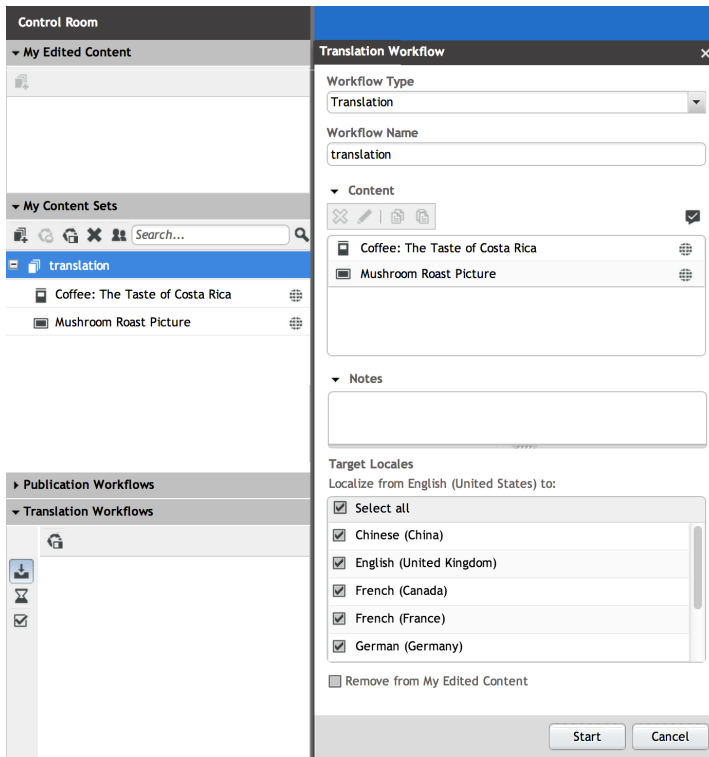 Control Room
My Edited Content
My Content Sets
Search...
translation
Coffee: The Taste of Costa Rica
Mushroom Roast Picture
Publication Workflows
Translation Workflows
Translation Workflow
Workflow Type
Translation
Workflow Name
translation
Content
Coffee: The Taste of Costa Rica
Mushroom Roast Picture
Notes
Target Locales
Localize from English (United States) to:
Select all
Chinese (China)
English (United Kingdom)
French (Canada)
French (France)
German (Germany)
Remove from My Edited Content
Start Cancel